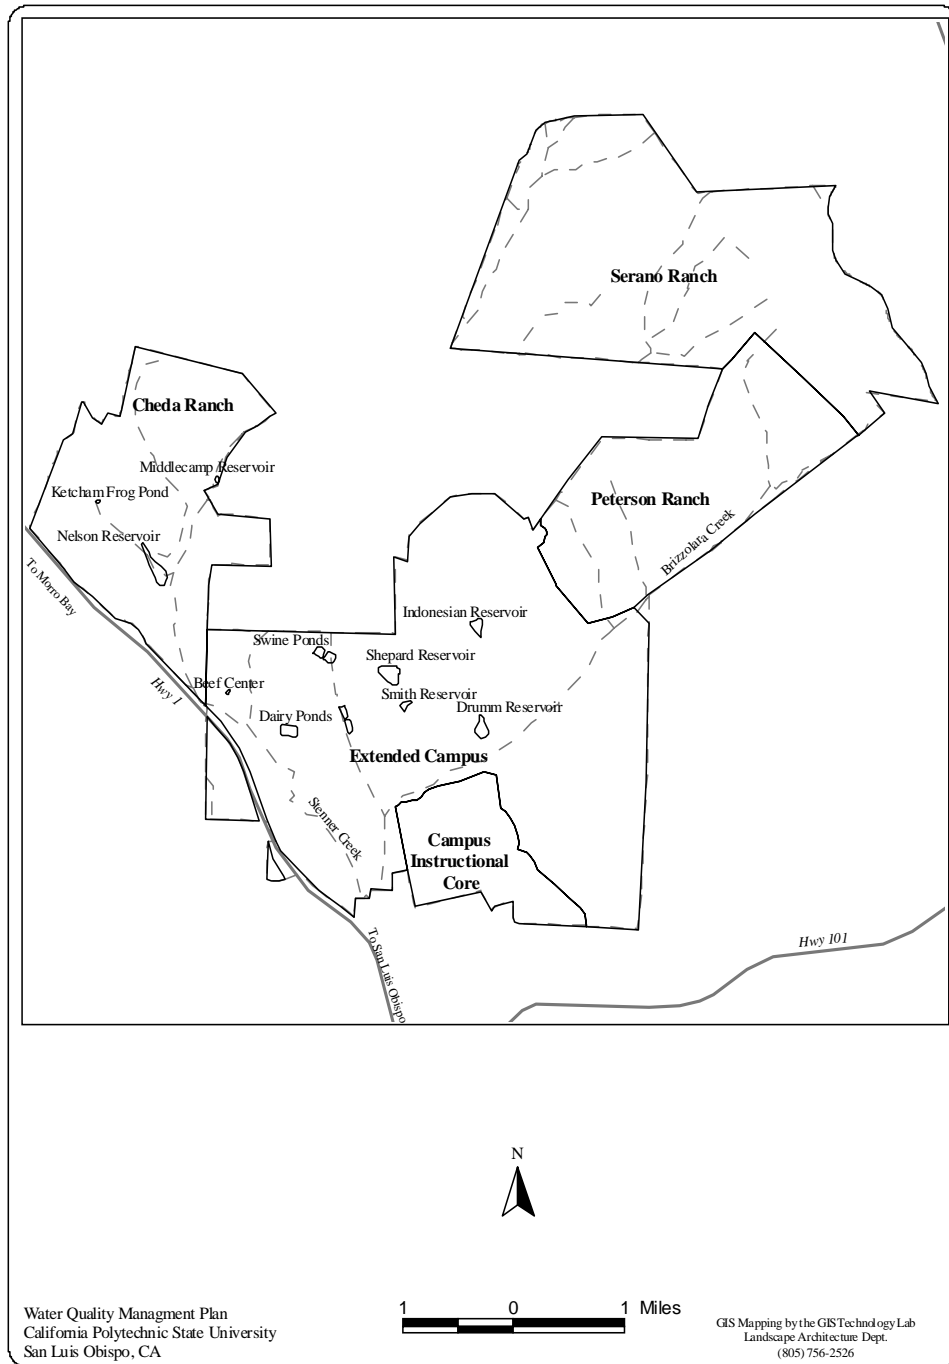 Serano Ranch
Cheda Ranch
Middlecamp Reservoir
Ketcham Frog Pond
Peterson Ranch
Nelson Reservoir
Brizzolara Creek
To Morro Bay
Indonesian Reservoir
Swine Ponds
Shepard Reservoir
Beef Center
Hwy 1
Smith Reservoir
Drumm Reservoir
Dairy Ponds
Extended Campus
Stenner Creek
Campus
Instructional
Core
Hwy 101
To San Luis Obispo
N
1 0 1 Miles
Water Quality Managment Plan
California Polytechnic State University
San Luis Obispo, CA
GIS Mapping by the GIS Technology Lab
Landscape Architecture Dept.
(805) 756-2526